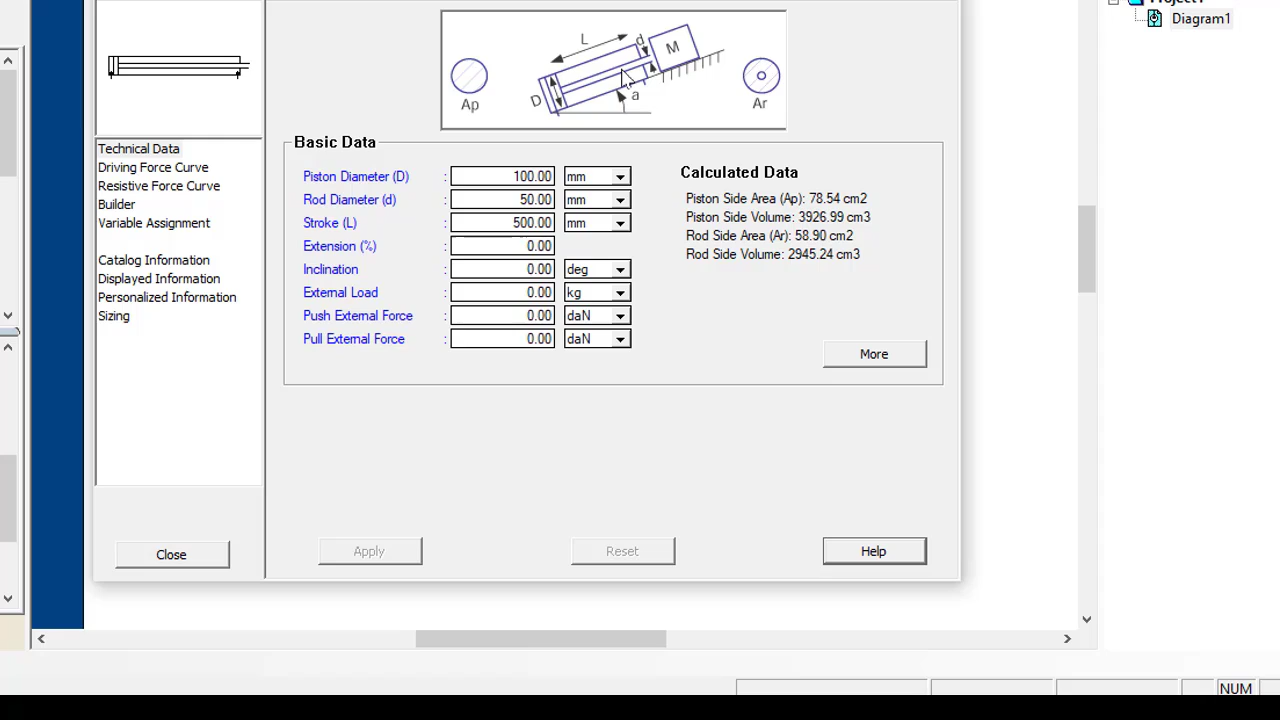 Project1
Diagram1
L
d
M
D
a
Ap
Ar
Basic Data
Technical Data
Driving Force Curve
Resistive Force Curve
Builder
Variable Assignment
Catalog Information
Displayed Information
Personalized Information
Sizing
Piston Diameter (D) : 100.00 mm
Rod Diameter (d) : 50.00 mm
Stroke (L) : 500.00 mm
Extension (%) : 0.00
Inclination : 0.00 deg
External Load : 0.00 kg
Push External Force : 0.00 daN
Pull External Force : 0.00 daN
Calculated Data
Piston Side Area (Ap): 78.54 cm2
Piston Side Volume: 3926.99 cm3
Rod Side Area (Ar): 58.90 cm2
Rod Side Volume: 2945.24 cm3
More
Close
Apply
Reset
Help
NUM